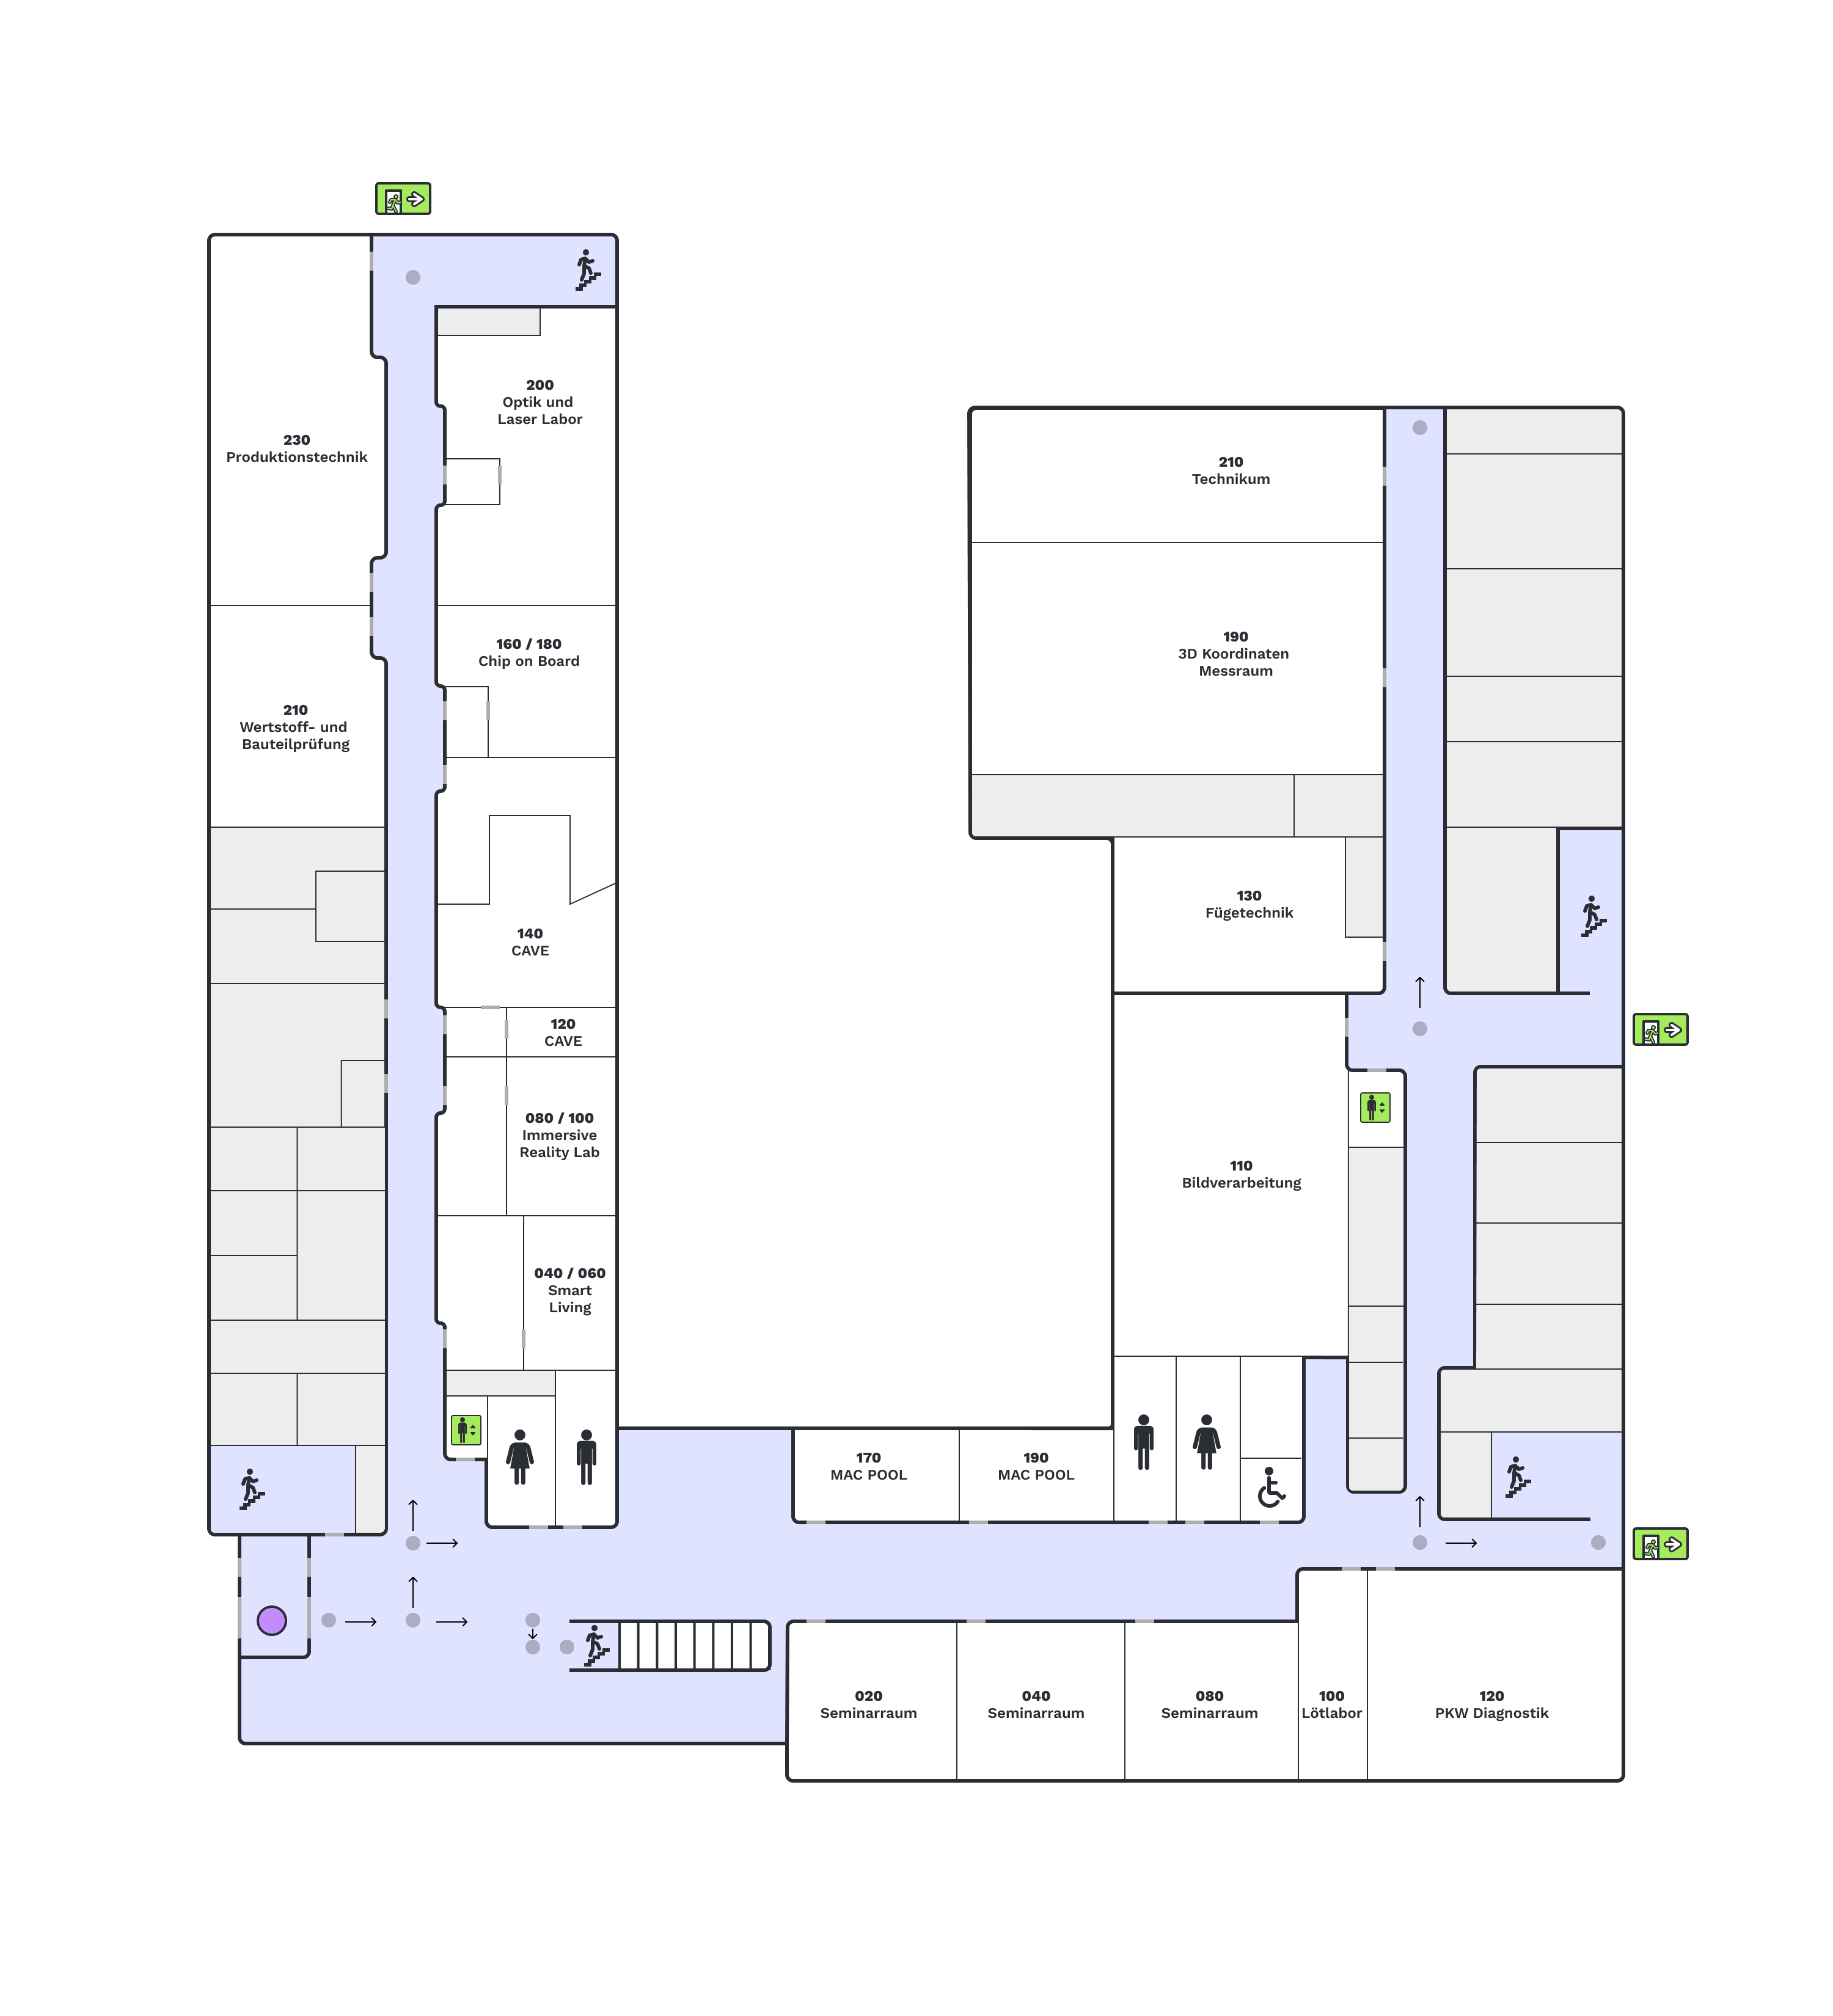 200
Optik und
Laser Labor
230
Produktionstechnik
160 / 180
Chip on Board
210
Wertstoff- und
Bauteilprüfung
140
CAVE
120
CAVE
080 / 100
Immersive
Reality Lab
040 / 060
Smart
Living
210
Technikum
190
3D Koordinaten
Messraum
130
Fügetechnik
110
Bildverarbeitung
170
MAC POOL
190
MAC POOL
020
Seminarraum
040
Seminarraum
080
Seminarraum
100
Lötlabor
120
PKW Diagnostik